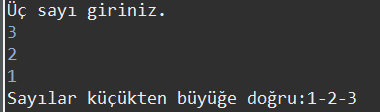 Üç sayı giriniz.
3
2
1
Sayılar küçükten büyüğe doğru:1-2-3